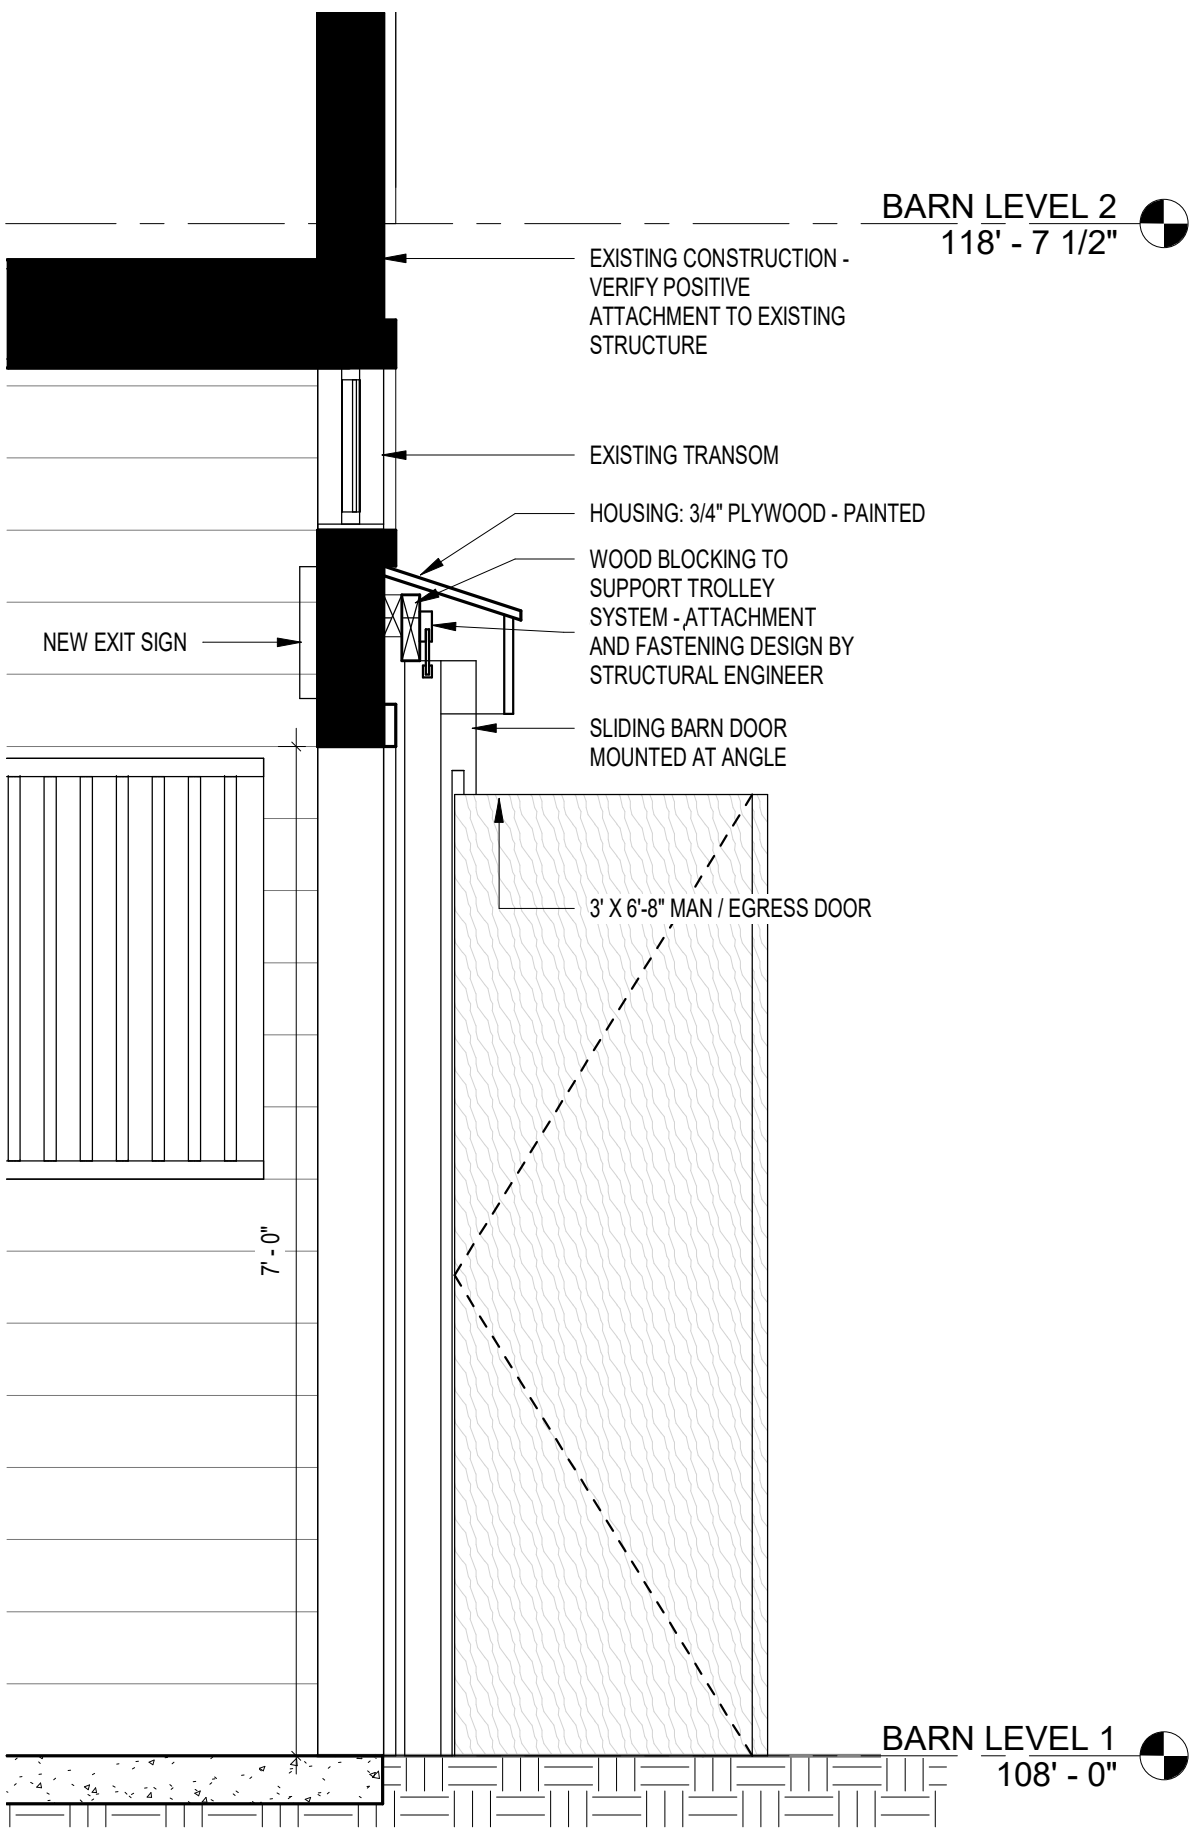 BARN LEVEL 2
118' - 7 1/2"
EXISTING CONSTRUCTION -
VERIFY POSITIVE
ATTACHMENT TO EXISTING
STRUCTURE
EXISTING TRANSOM
HOUSING: 3/4" PLYWOOD - PAINTED
WOOD BLOCKING TO
SUPPORT TROLLEY
SYSTEM - ATTACHMENT
AND FASTENING DESIGN BY
STRUCTURAL ENGINEER
NEW EXIT SIGN
SLIDING BARN DOOR
MOUNTED AT ANGLE
3' X 6'-8" MAN / EGRESS DOOR
7' - 0"
BARN LEVEL 1
108' - 0"